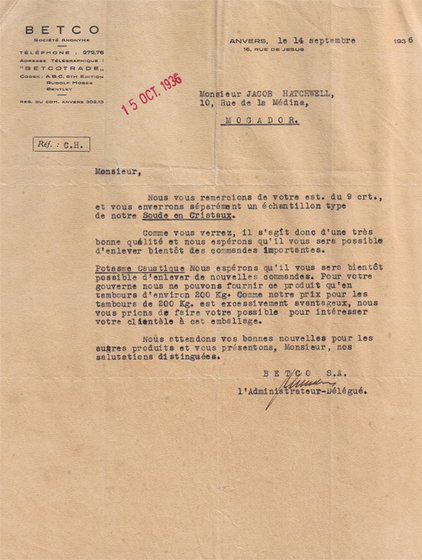 BETCO
SOCIÉTÉ ANONYME
TÉLÉPHONE : 272,76
ADRESSE TÉLÉGRAPHIQUE :
"BETCOTRADE"
CODES : A.B.C. 6TH EDITION
RUDOLF MOSSE
BENTLEY
REG. DU COM. ANVERS 302,13
ANVERS, le 14 septembre 1936
16, RUE DE JÉSUS
15 OCT. 1936
Monsieur JACOB HATCHWELL,
10, Rue de la Médina,
MOGADOR.
Réf. : C.H.
Monsieur,
Nous vous remercions de votre est. du 9 crt.,
et vous enverrons séparément un échantillon type
de notre Soude en Cristaux.
Comme vous verrez, il s'agît donc d'une très
bonne qualité et nous espérons qu'il vous sera possible
d'enlever bientôt des commandes importantes.
Potasse Caustique Nous espérons qu'il vous sera bientôt
possible d'enlever de nouvelles commandes. Pour votre
gouverne nous ne pouvons fournir ce produit qu'en
tambours d'environ 200 Kg. Comme notre prix pour les
tambours de 200 Kg. est excessivement avantageux, nous
vous prions de faire votre possible pour intéresser
votre clientèle à cet emballage.
Nous attendons vos bonnes nouvelles pour les
autres produits et vous présentons, Monsieur, nos
salutations distinguées.
BETCO S.A.
l'Administrateur-Délégué.